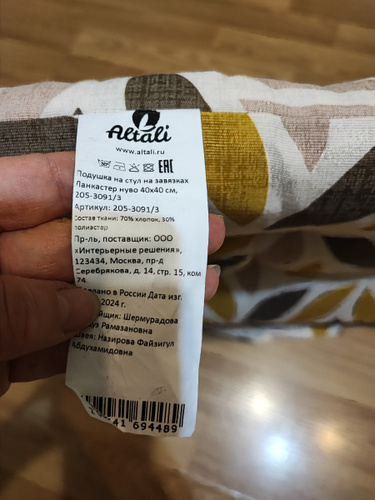 Altali
www.altali.ru
EAC
Подушка на стул на завязках
Ланкастер нуво 40х40 см,
205-3091/3
Артикул: 205-3091/3
Состав ткани: 70% хлопок, 30%
полиэстер
Пр-ль, поставщик: ООО
«Интерьерные решения»,
123434, Москва, пр-д
Серебрякова, д. 14, стр. 15, ком
74
в России Дата изг.
2024 г.
Шермурадова
Рамазановна
Назирова Файзигул
Абдухамидовна
41 694489